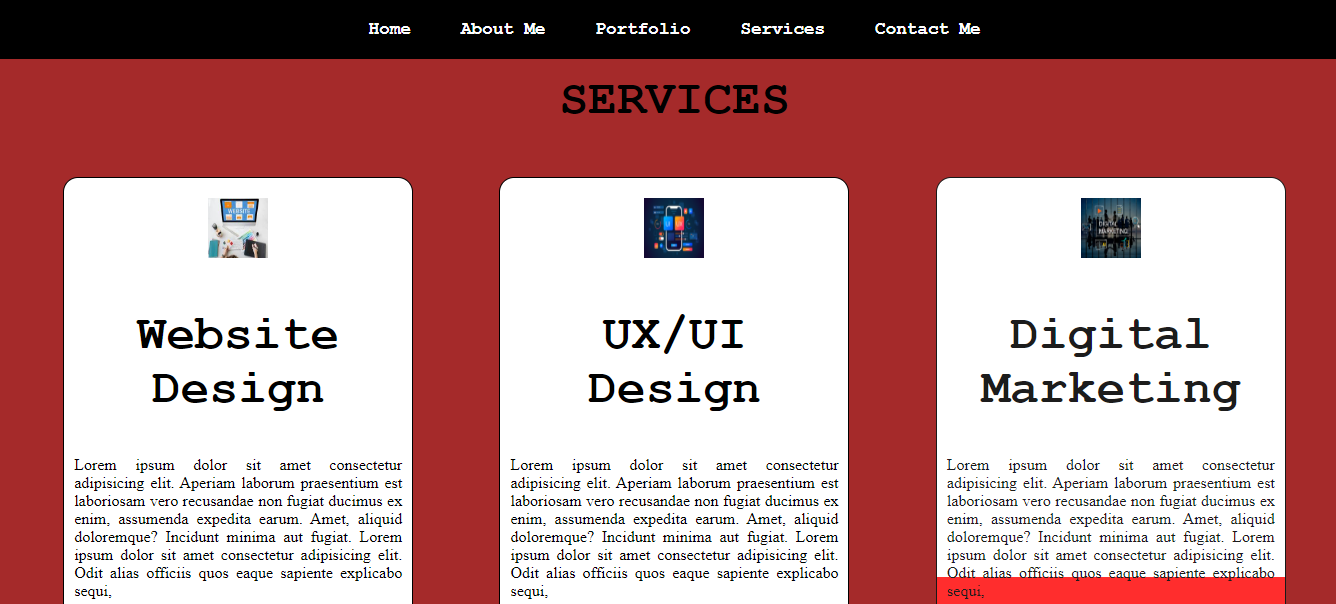 Home About Me Portfolio Services Contact Me
SERVICES
WEBSITE
Website
Design
Lorem ipsum dolor sit amet consectetur
adipisicing elit. Aperiam laborum praesentium est
laboriosam vero recusandae non fugiat ducimus ex
enim, assumenda expedita earum. Amet, aliquid
doloremque? Incidunt minima aut fugiat. Lorem
ipsum dolor sit amet consectetur adipisicing elit.
Odit alias officiis quos eaque sapiente explicabo
sequi,
UI UX
UX/UI
Design
Lorem ipsum dolor sit amet consectetur
adipisicing elit. Aperiam laborum praesentium est
laboriosam vero recusandae non fugiat ducimus ex
enim, assumenda expedita earum. Amet, aliquid
doloremque? Incidunt minima aut fugiat. Lorem
ipsum dolor sit amet consectetur adipisicing elit.
Odit alias officiis quos eaque sapiente explicabo
sequi,
DIGITAL
MARKETING
Digital
Marketing
Lorem ipsum dolor sit amet consectetur
adipisicing elit. Aperiam laborum praesentium est
laboriosam vero recusandae non fugiat ducimus ex
enim, assumenda expedita earum. Amet, aliquid
doloremque? Incidunt minima aut fugiat. Lorem
ipsum dolor sit amet consectetur adipisicing elit.
Odit alias officiis quos eaque sapiente explicabo
sequi,